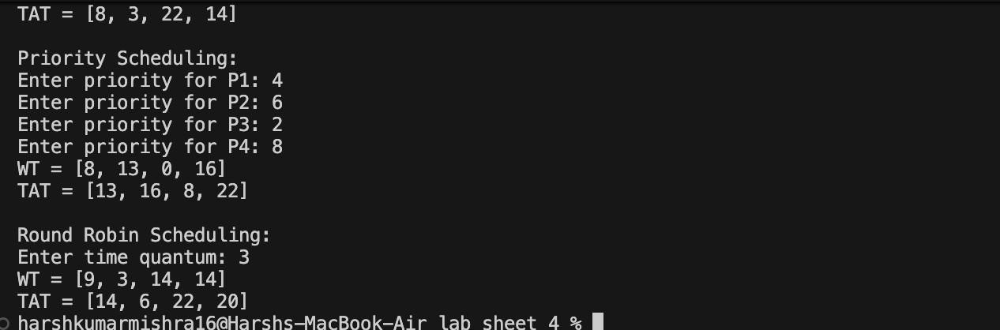 TAT = [8, 3, 22, 14]
Priority Scheduling:
Enter priority for P1: 4
Enter priority for P2: 6
Enter priority for P3: 2
Enter priority for P4: 8
WT = [8, 13, 0, 16]
TAT = [13, 16, 8, 22]
Round Robin Scheduling:
Enter time quantum: 3
WT = [9, 3, 14, 14]
TAT = [14, 6, 22, 20]
harshkumarmishra16@Harshs-MacBook-Air lab sheet 4 %